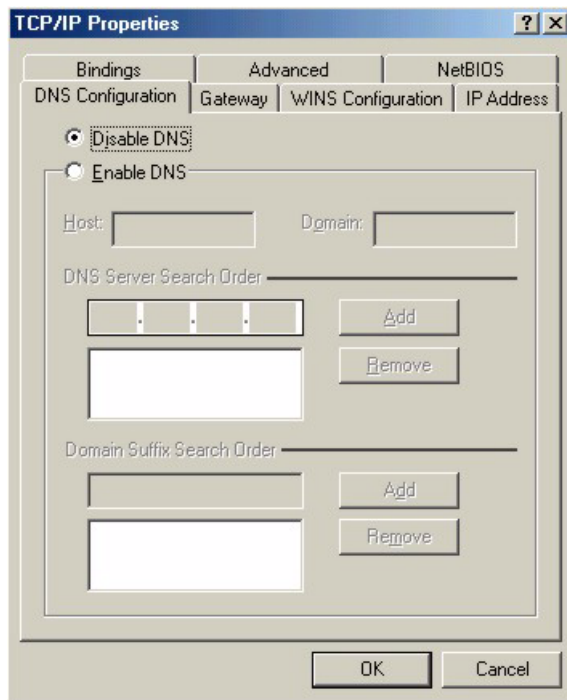 TCP/IP Properties
Bindings Advanced NetBIOS
DNS Configuration Gateway WINS Configuration IP Address
Disable DNS
Enable DNS
Host: Domain:
DNS Server Search Order
. . . Add
Remove
Domain Suffix Search Order
Add
Remove
OK Cancel